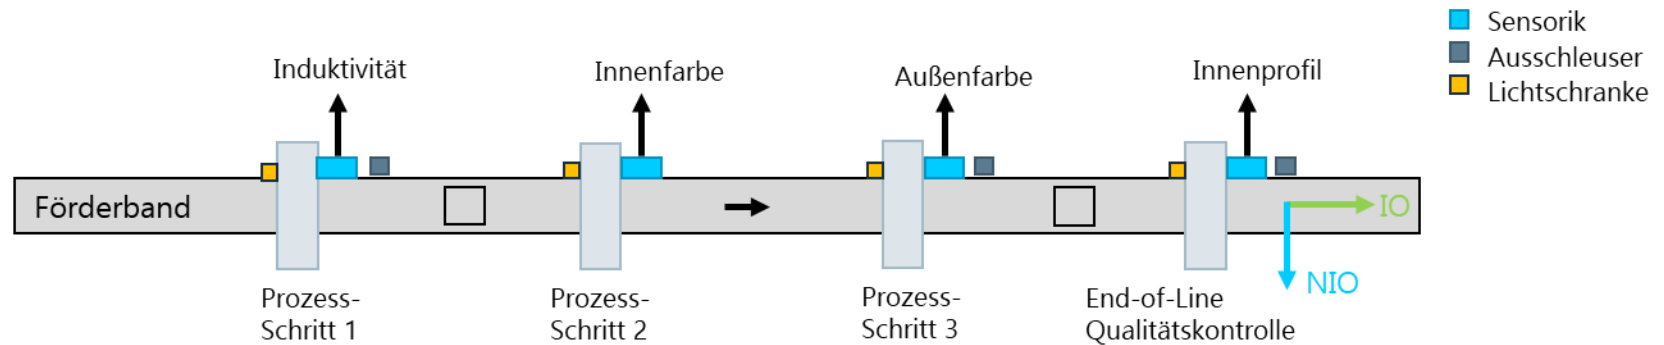 Sensorik
Ausschleuser
Lichtschranke
Induktivität
Innenfarbe
Außenfarbe
Innenprofil
Förderband
IO
NIO
Prozess-
Schritt 1
Prozess-
Schritt 2
Prozess-
Schritt 3
End-of-Line
Qualitätskontrolle